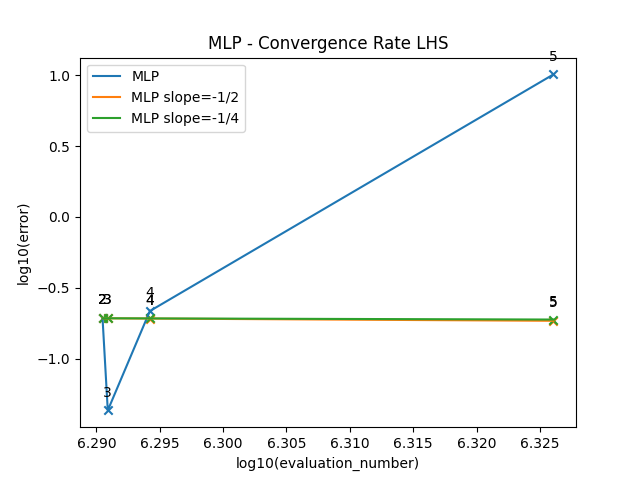 MLP - Convergence Rate LHS
MLP
MLP slope=-1/2
MLP slope=-1/4
5
2 3
4
4
5
3
1.0
0.5
0.0
−0.5
−1.0
log10(error)
6.290 6.295 6.300 6.305 6.310 6.315 6.320 6.325
log10(evaluation_number)